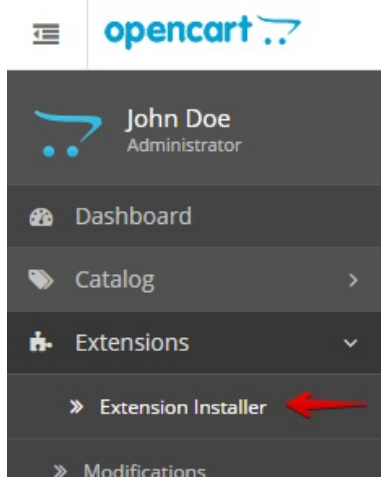 opencart
John Doe
Administrator
Dashboard
Catalog
Extensions
Extension Installer
Modifications